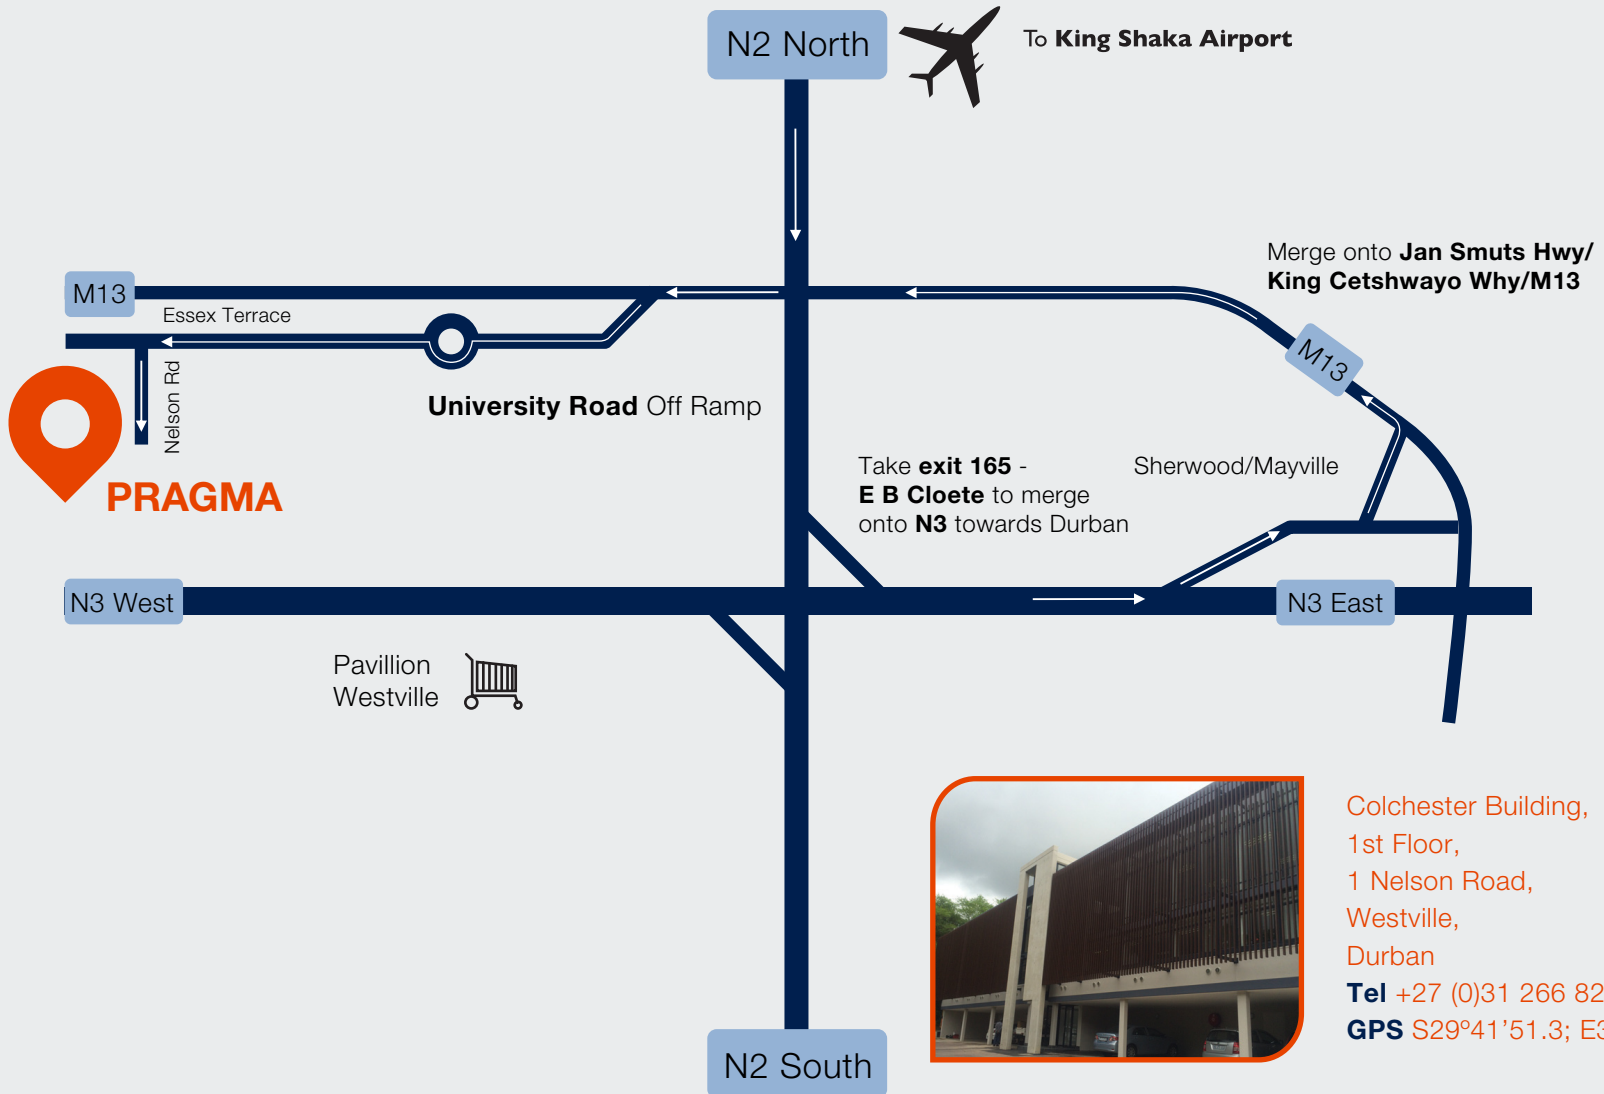 N2 North
To King Shaka Airport
Merge onto Jan Smuts Hwy/
King Cetshwayo Why/M13
M13
Essex Terrace
Nelson Rd
M13
University Road Off Ramp
Take exit 165 -
E B Cloete to merge
onto N3 towards Durban
Sherwood/Mayville
PRAGMA
N3 West
N3 East
Pavillion
Westville
Colchester Building,
1st Floor,
1 Nelson Road,
Westville,
Durban
Tel +27 (0)31 266 82
GPS S29º41’51.3; E3
N2 South